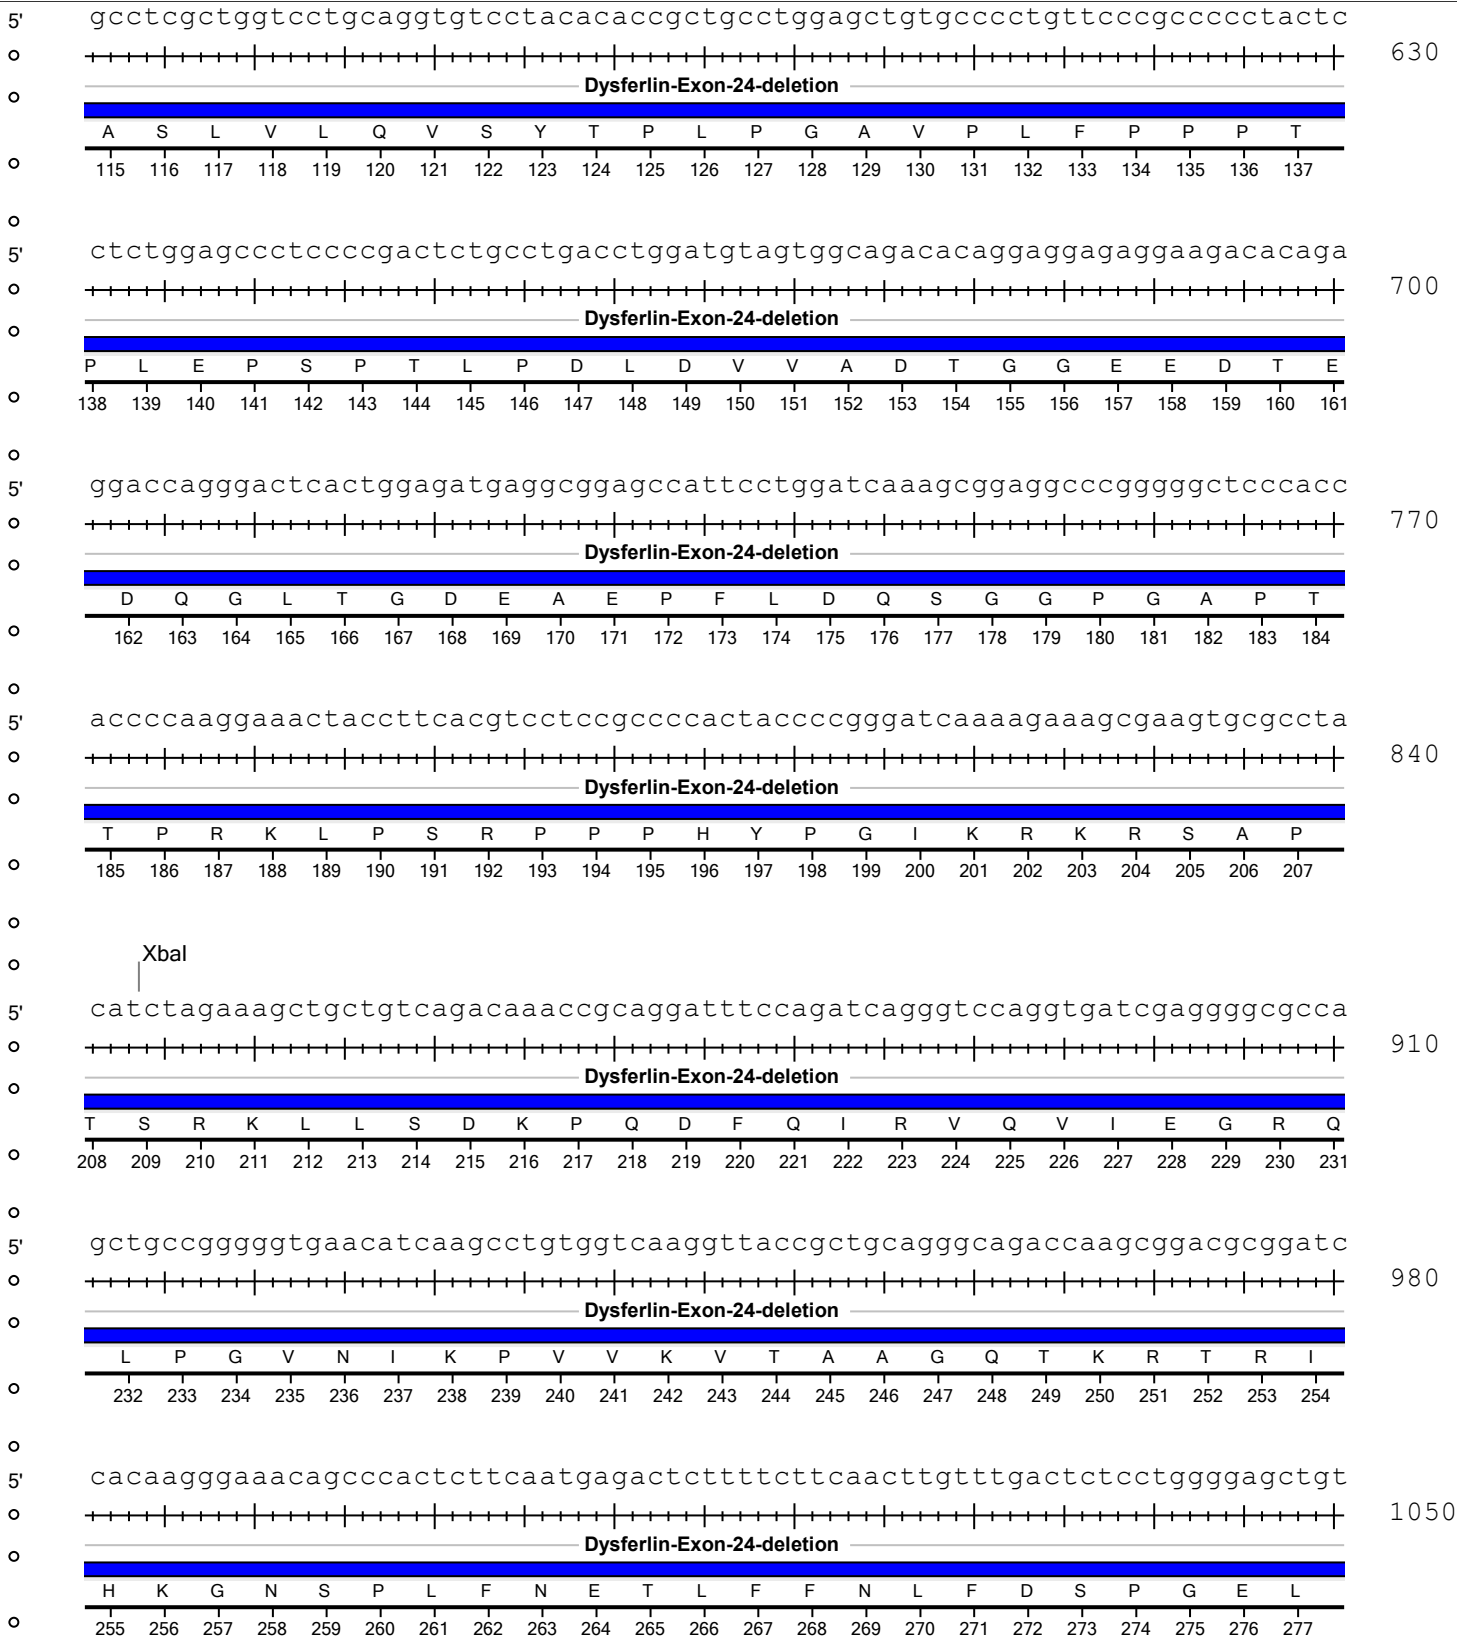 5' gcctcgctggtcctgcaggtgtcctacacaccgctgcctggagctgtgcccctgttcccgccccctactc
630
Dysferlin-Exon-24-deletion
A S L V L Q V S Y T P L P G A V P L F P P P T
115 116 117 118 119 120 121 122 123 124 125 126 127 128 129 130 131 132 133 134 135 136 137
5' ctctggagccctccccgactctgcctgacctggatgtagtggcagacacaggaggagaggaagacacaga
700
Dysferlin-Exon-24-deletion
P L E P S P T L P D L D V V A D T G G E E D T E
138 139 140 141 142 143 144 145 146 147 148 149 150 151 152 153 154 155 156 157 158 159 160 161
5' ggaccagggactcactggagatgaggcggagccattcctggatcaaagcggaggcccgggggctcccacc
770
Dysferlin-Exon-24-deletion
D Q G L T G D E A E P F L D Q S G G P G A P T
162 163 164 165 166 167 168 169 170 171 172 173 174 175 176 177 178 179 180 181 182 183 184
5' accccaaggaaactaccttcacgtcctccgccccactaccccgggatcaaaagaaagcgaagtgcgccta
840
Dysferlin-Exon-24-deletion
T P R K L P S R P P P H Y P G I K R K R S A P
185 186 187 188 189 190 191 192 193 194 195 196 197 198 199 200 201 202 203 204 205 206 207
XbaI
5' catctagaaagctgctgtcagacaaaccgcaggatttccagatcagggtccaggtgatcgaggggcgcca
910
Dysferlin-Exon-24-deletion
T S R K L L S D K P Q D F Q I R V Q V I E G R Q
208 209 210 211 212 213 214 215 216 217 218 219 220 221 222 223 224 225 226 227 228 229 230 231
5' gctgccgggggtgaacatcaagcctgtggtcaaggttaccgctgcagggcagaccaagcggacgcggatc
980
Dysferlin-Exon-24-deletion
L P G V N I K P V V K V T A A G Q T K R T R I
232 233 234 235 236 237 238 239 240 241 242 243 244 245 246 247 248 249 250 251 252 253 254
5' cacaagggaaacagcccactcttcaatgagactcttttcttcaacttgtttgactctcctggggagctgt
1050
Dysferlin-Exon-24-deletion
H K G N S P L F N E T L F F N L F D S P G E L
255 256 257 258 259 260 261 262 263 264 265 266 267 268 269 270 271 272 273 274 275 276 277